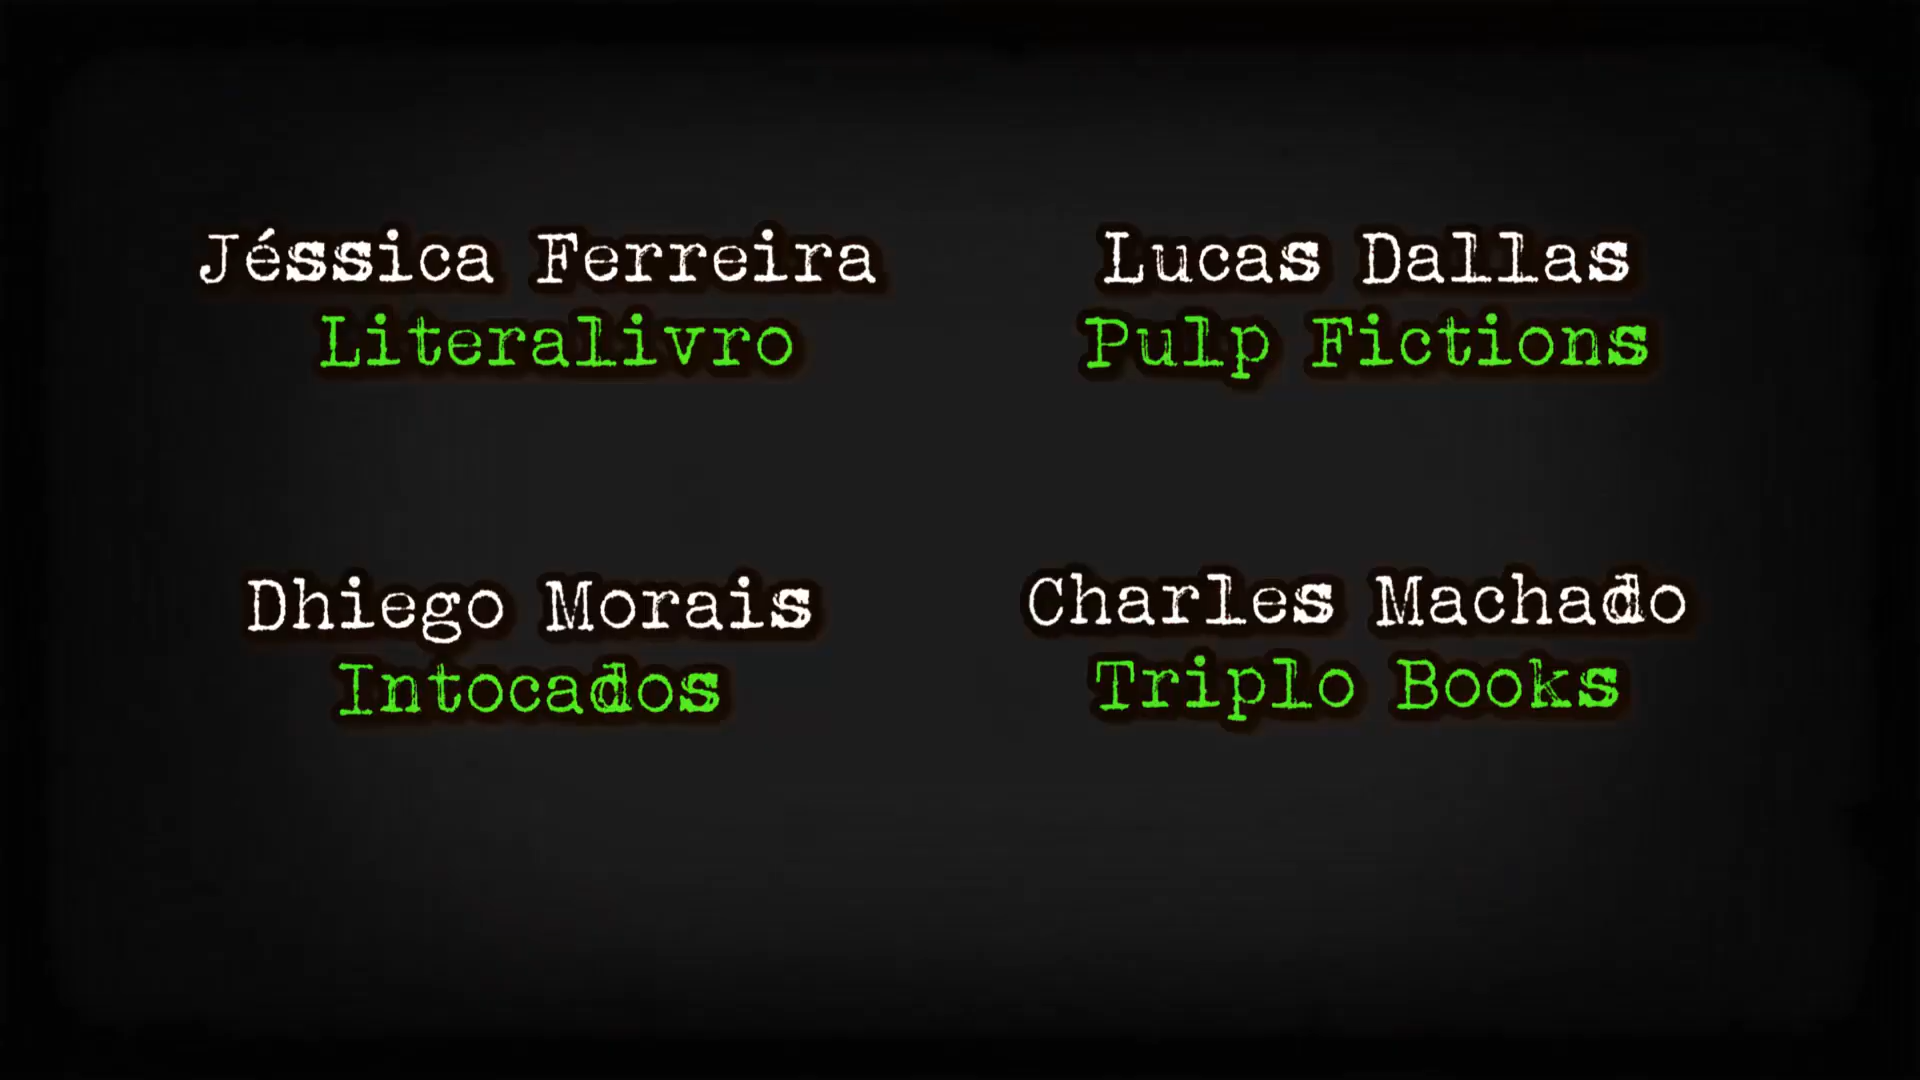 Jéssica Ferreira
Literalivro
Lucas Dallas
Pulp Fictions
Dhiego Morais
Intocados
Charles Machado
Triplo Books